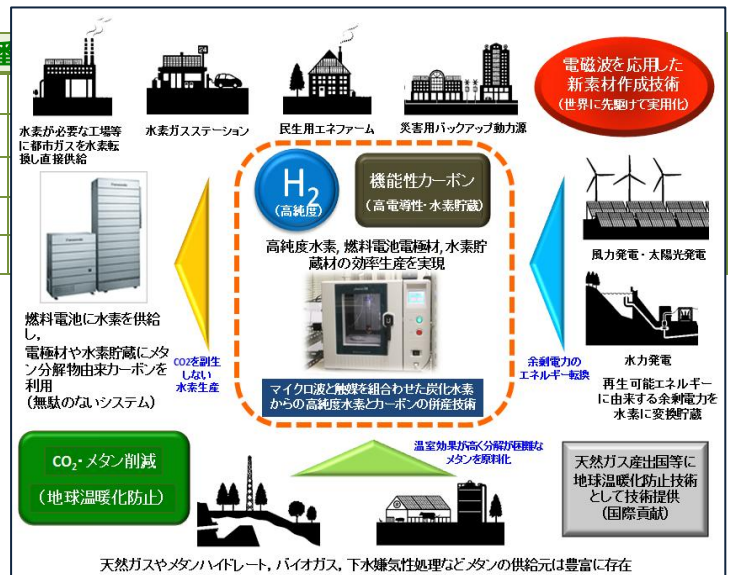 水素が必要な工場等
に都市ガスを水素転
換し直接供給
水素ガスステーション
民生用エネファーム
災害用バックアップ動力源
電磁波を応用した
新素材作成技術
(世界に先駆けて実用化)
H2
(高純度)
機能性カーボン
(高電導性・水素貯蔵)
高純度水素, 燃料電池電極材, 水素貯
蔵材の効率生産を実現
マイクロ波と触媒を組合わせた炭化水素
からの高純度水素とカーボンの併産技術
Panasonic
燃料電池に水素を供給
し,
電極材や水素貯蔵にメタ
ン分解物由来カーボンを
利用
(無駄のないシステム)
CO2を副生
しない
水素生産
風力発電・太陽光発電
水力発電
余剰電力の
エネルギー転換
再生可能エネルギー
に由来する余剰電力を
水素に変換貯蔵
CO2・メタン削減
(地球温暖化防止)
温室効果が高く分解が困難な
メタンを原料化
天然ガス産出国等に
地球温暖化防止技術
として技術提供
(国際貢献)
天然ガスやメタンハイドレート, バイオガス, 下水嫌気性処理などメタンの供給元は豊富に存在